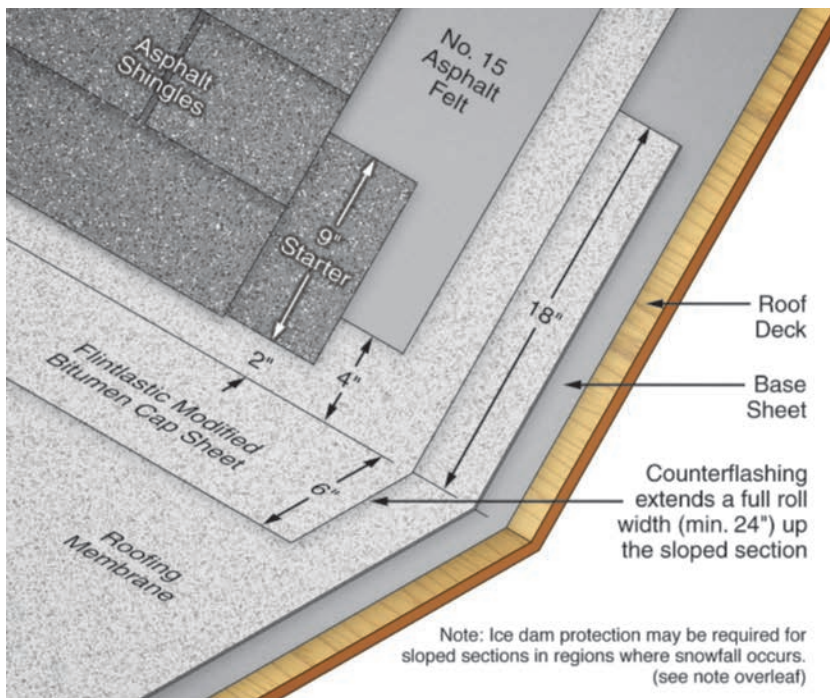 Asphalt
Shingles
No. 15
Asphalt
Felt
9"
Starter
18"
2"
4"
Flintlastic Modified
Bitumen Cap Sheet
6"
Roofing
Membrane
Roof
Deck
Base
Sheet
Counterflashing
extends a full roll
width (min. 24") up
the sloped section
Note: Ice dam protection may be required for
sloped sections in regions where snowfall occurs.
(see note overleaf)